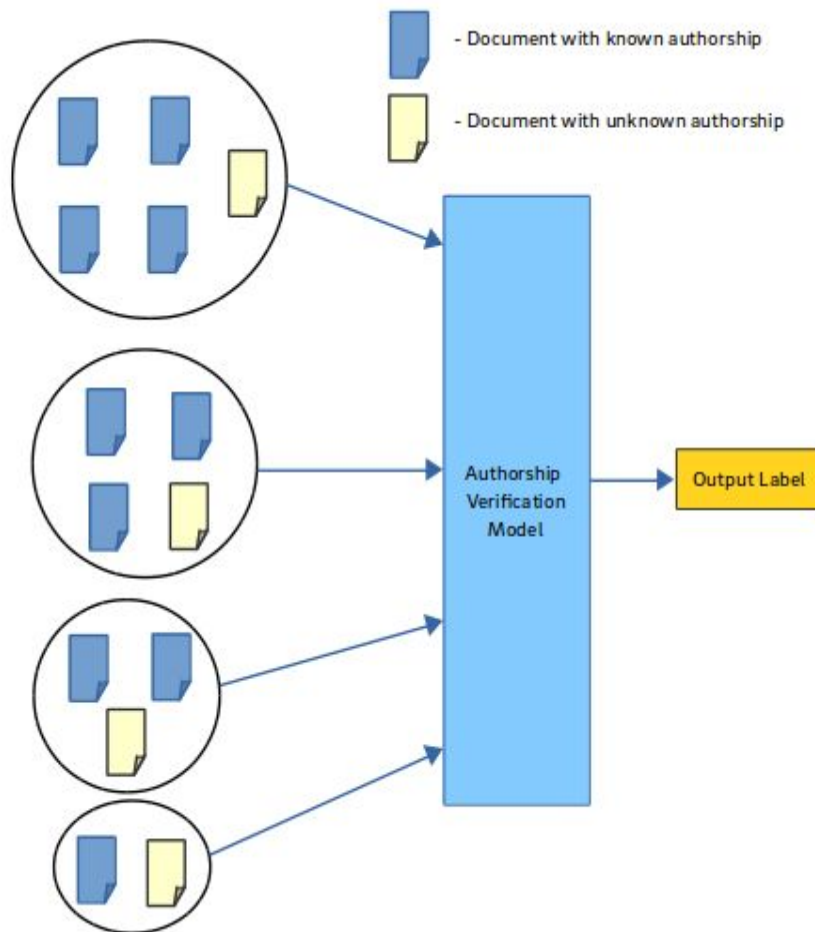 - Document with known authorship
- Document with unknown authorship
Authorship
Verification
Model
Output Label